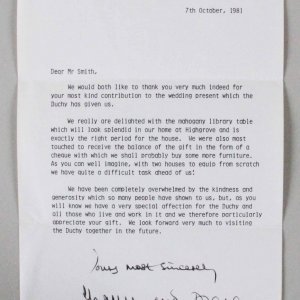 7th October, 1981
Dear Mr Smith,
We would both like to thank you very much indeed for
your most kind contribution to the wedding present which the
Duchy has given us.
We really are delighted with the mahogany library table
which will look splendid in our home at Highgrove and is
exactly the right period for the house. We were also most
touched to receive the balance of the gift in the form of a
cheque with which we shall probably buy some more furniture.
As you can well imagine, with two houses to equip from scratch
we have quite a difficult task ahead of us!
We have been completely overwhelmed by the kindness and
generosity which so many people have shown to us, but, as you
will know we have a very special affection for the Duchy and
all those who live and work in it and we therefore particularly
appreciate your gift. We look forward very much to visiting
the Duchy together in the future.
Yours most sincerely